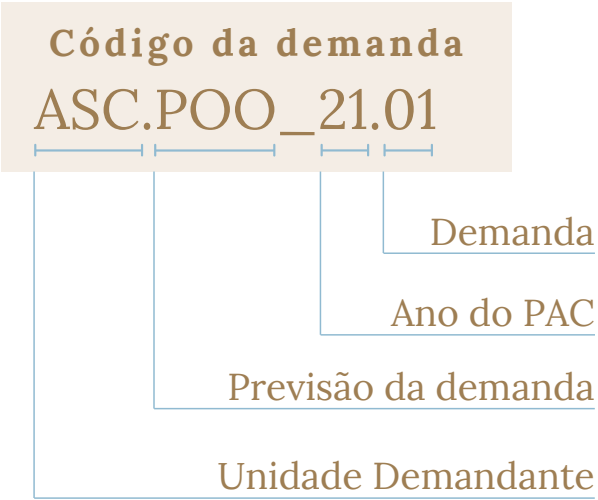 Código da demanda
ASC.POO_21.01
Demanda
Ano do PAC
Previsão da demanda
Unidade Demandante